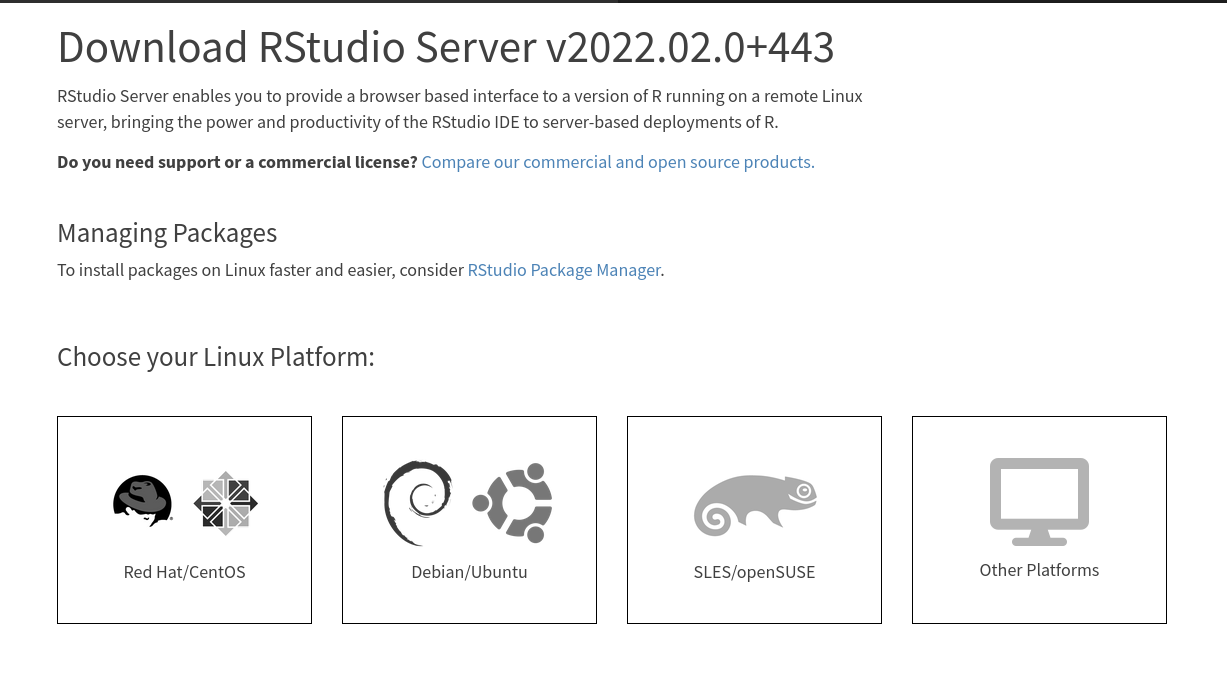 Download RStudio Server v2022.02.0+443
RStudio Server enables you to provide a browser based interface to a version of R running on a remote Linux
server, bringing the power and productivity of the RStudio IDE to server-based deployments of R.
Do you need support or a commercial license? Compare our commercial and open source products.
Managing Packages
To install packages on Linux faster and easier, consider RStudio Package Manager.
Choose your Linux Platform:
Red Hat/CentOS
Debian/Ubuntu
SLES/openSUSE
Other Platforms